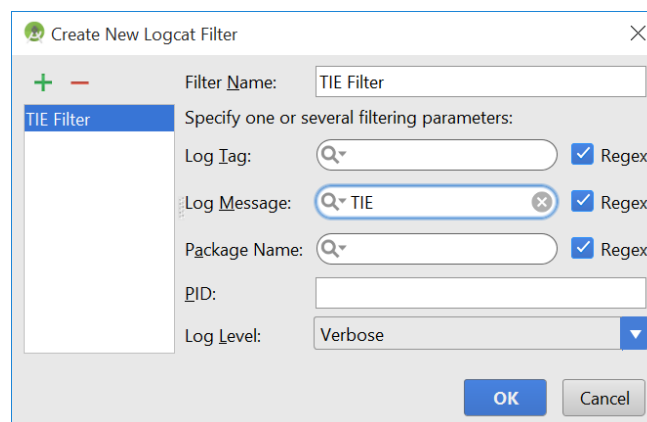 Create New Logcat Filter
Filter Name: TIE Filter
TIE Filter
Specify one or several filtering parameters:
Log Tag: Regex
Log Message: TIE Regex
Package Name: Regex
PID:
Log Level: Verbose
OK Cancel